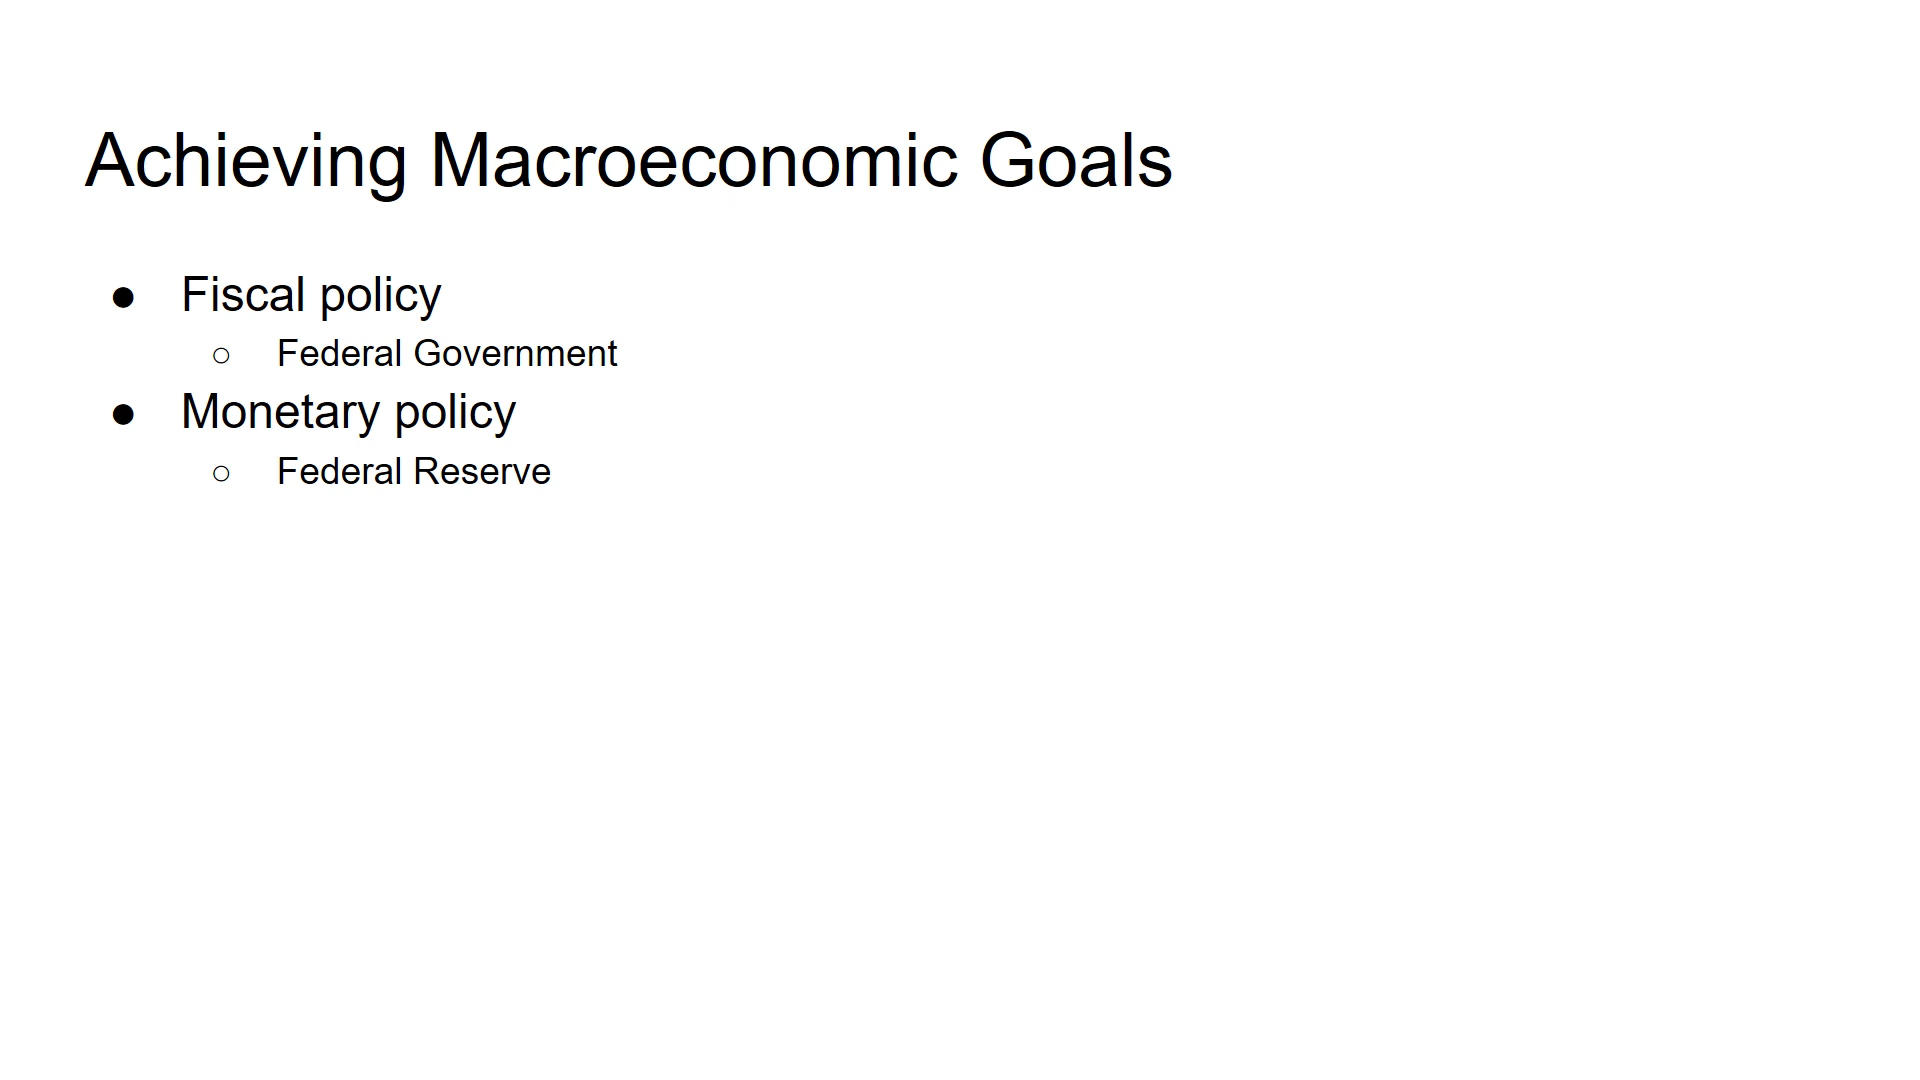 Achieving Macroeconomic Goals
● Fiscal policy
○ Federal Government
● Monetary policy
○ Federal Reserve